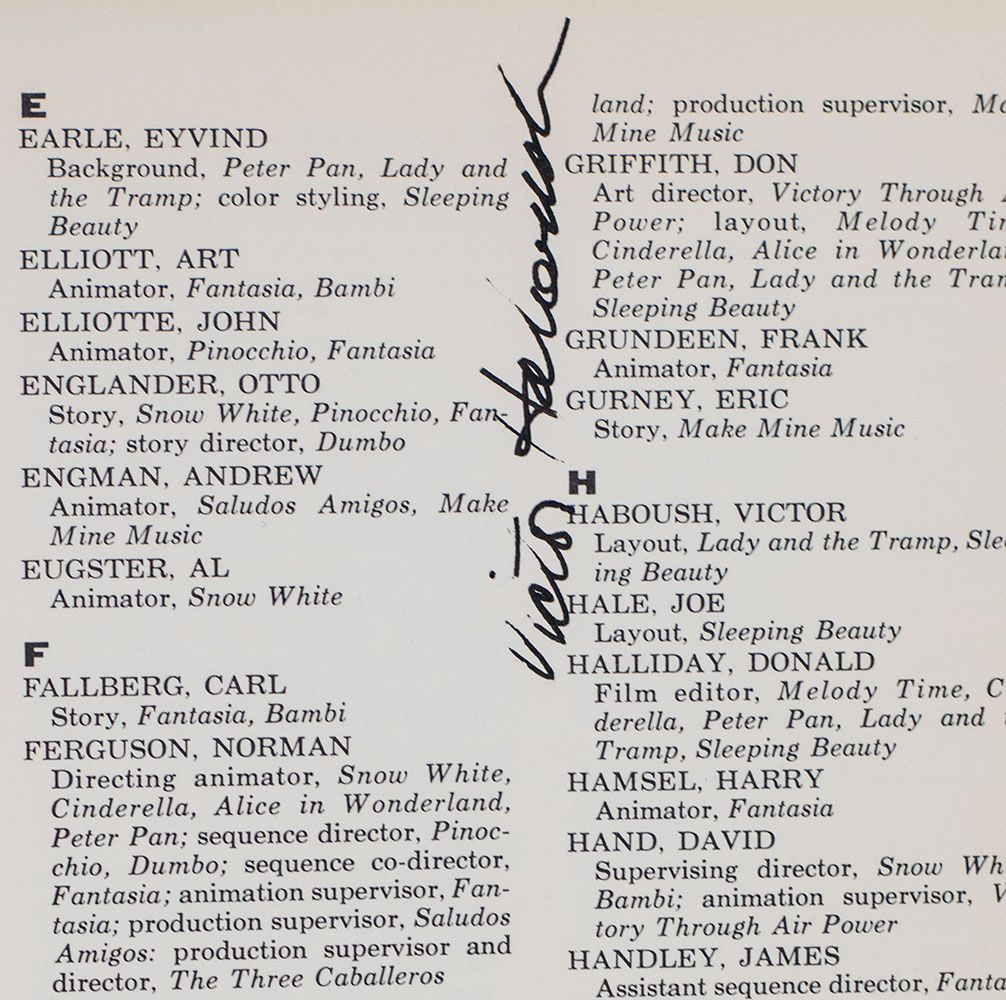 E
EARLE, EYVIND
Background, Peter Pan, Lady and
the Tramp; color styling, Sleeping
Beauty
ELLIOTT, ART
Animator, Fantasia, Bambi
ELLIOTTE, JOHN
Animator, Pinocchio, Fantasia
ENGLANDER, OTTO
Story, Snow White, Pinocchio, Fan-
tasia; story director, Dumbo
ENGMAN, ANDREW
Animator, Saludos Amigos, Make
Mine Music
EUGSTER, AL
Animator, Snow White
F
FALLBERG, CARL
Story, Fantasia, Bambi
FERGUSON, NORMAN
Directing animator, Snow White,
Cinderella, Alice in Wonderland,
Peter Pan; sequence director, Pinoc-
chio, Dumbo; sequence co-director,
Fantasia; animation supervisor, Fan-
tasia; production supervisor, Saludos
Amigos: production supervisor and
director, The Three Caballeros
Victor Haboush
land; production supervisor, Ma
Mine Music
GRIFFITH, DON
Art director, Victory Through A
Power; layout, Melody Tim
Cinderella, Alice in Wonderlan
Peter Pan, Lady and the Tram
Sleeping Beauty
GRUNDEEN, FRANK
Animator, Fantasia
GURNEY, ERIC
Story, Make Mine Music
H
HABOUSH, VICTOR
Layout, Lady and the Tramp, Slee
ing Beauty
HALE, JOE
Layout, Sleeping Beauty
HALLIDAY, DONALD
Film editor, Melody Time, C
derella, Peter Pan, Lady and t
Tramp, Sleeping Beauty
HAMSEL, HARRY
Animator, Fantasia
HAND, DAVID
Supervising director, Snow Wh
Bambi; animation supervisor, V
tory Through Air Power
HANDLEY, JAMES
Assistant sequence director, Fanta